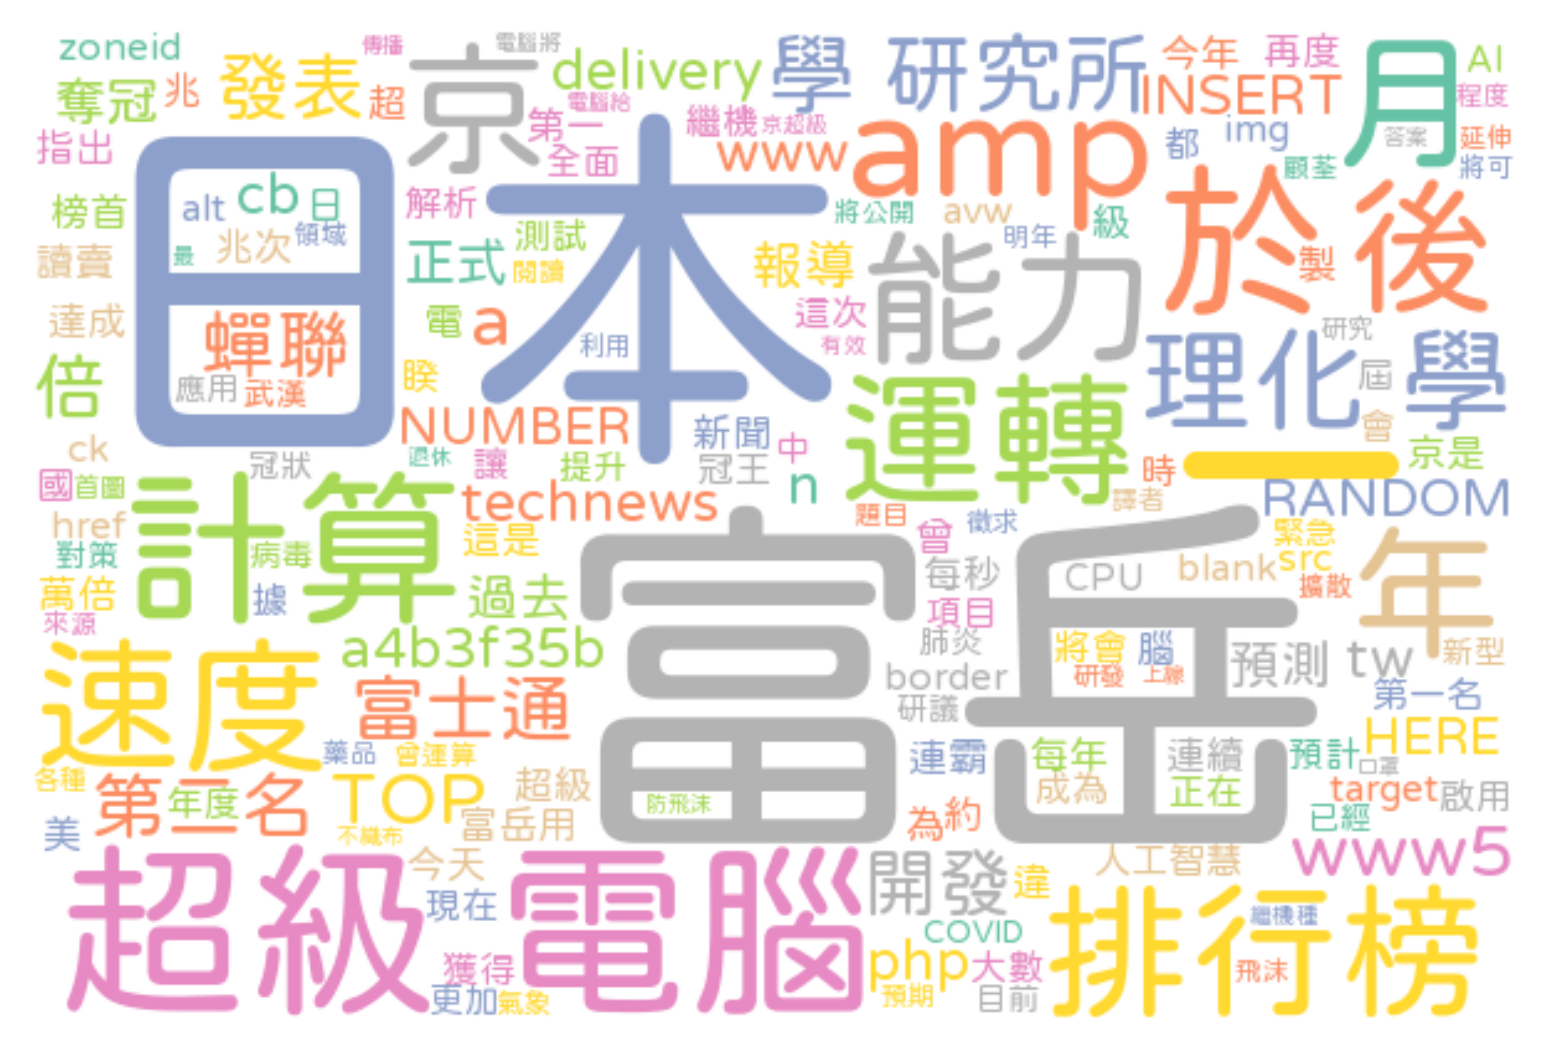 zoneid
奪冠
兆
發表
超
傳播
京
電腦將
delivery
電腦給
第一
全面
學
研究所
今年
INSERT
再度
月
AI
程度
答案
延伸
將可
指出
繼機
京超級
www
amp
都
img
顧荃
日本
cb
日
alt
領域
兆次
最
榜首
讀賣
解析
正式
測試
閱讀
將公開
avw
級
明年
報導
能力
於
後
製
達成
蟬聯
應用
武漢
電
a
利用
這次
有效
理化
學
研究
屆
會
倍
睽
NUMBER
新聞
冠王
中
n
運轉
時
一
京是
RANDOM
ck
冠狀
退休
讓
提升
譯者
國
首圖
計算
technews
題目
徵求
href
對策
病毒
這是
富岳
曾
每秒
CPU
blank
src
緊急
擴散
年
萬倍
據
過去
項目
來源
a4b3f35b
肺炎
將會
腦
研發
上線
預測
tw
新型
速度
富士通
border
研議
第一名
藥品
曾運算
連霸
每年
連續
預計
HERE
口罩
各種
第二名
年度
TOP
超級
防飛沫
成為
正在
target
啟用
美
不織布
富岳用
為
約
已經
www5
超級
今天
電腦
開發
違
人工智慧
排行榜
現在
COVID
繼機種
獲得
php
大數
飛沫
更加
氣象
預期
目前